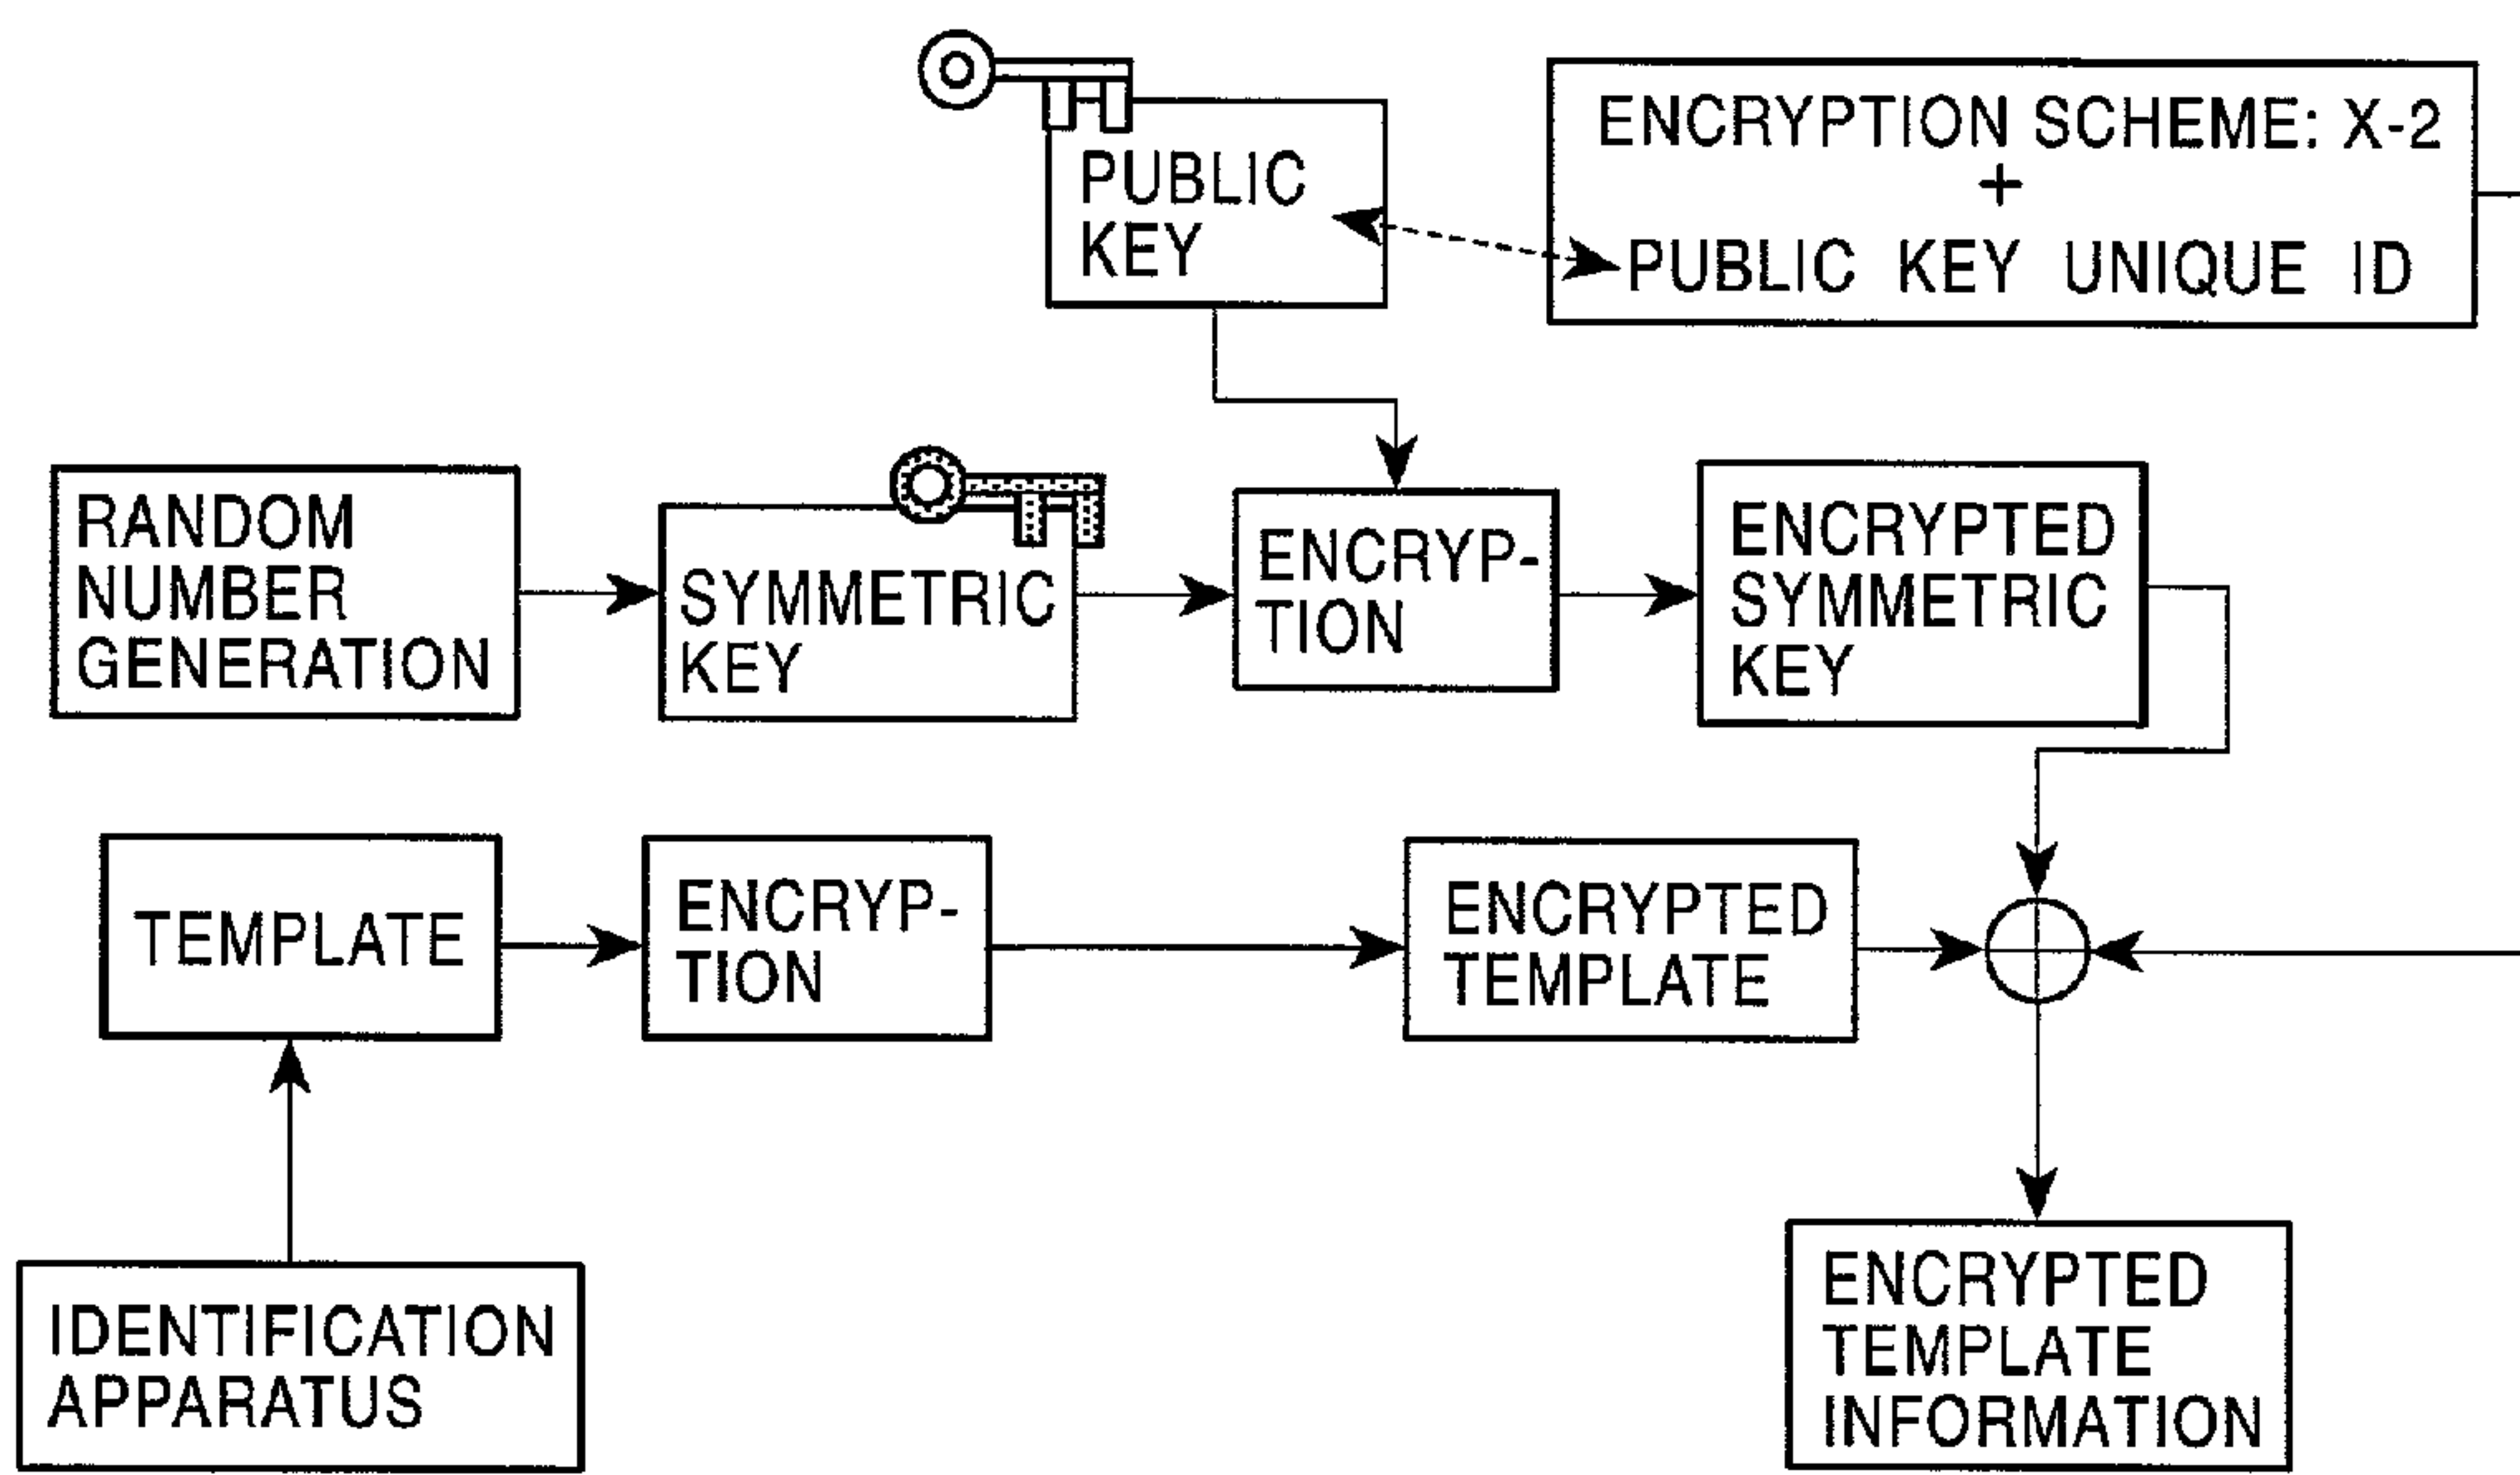 PUBLIC
KEY
ENCRYPTION SCHEME: X-2
+
PUBLIC KEY UNIQUE ID
RANDOM
NUMBER
GENERATION
SYMMETRIC
KEY
ENCRYP-
TION
ENCRYPTED
SYMMETRIC
KEY
TEMPLATE
ENCRYP-
TION
ENCRYPTED
TEMPLATE
IDENTIFICATION
APPARATUS
ENCRYPTED
TEMPLATE
INFORMATION